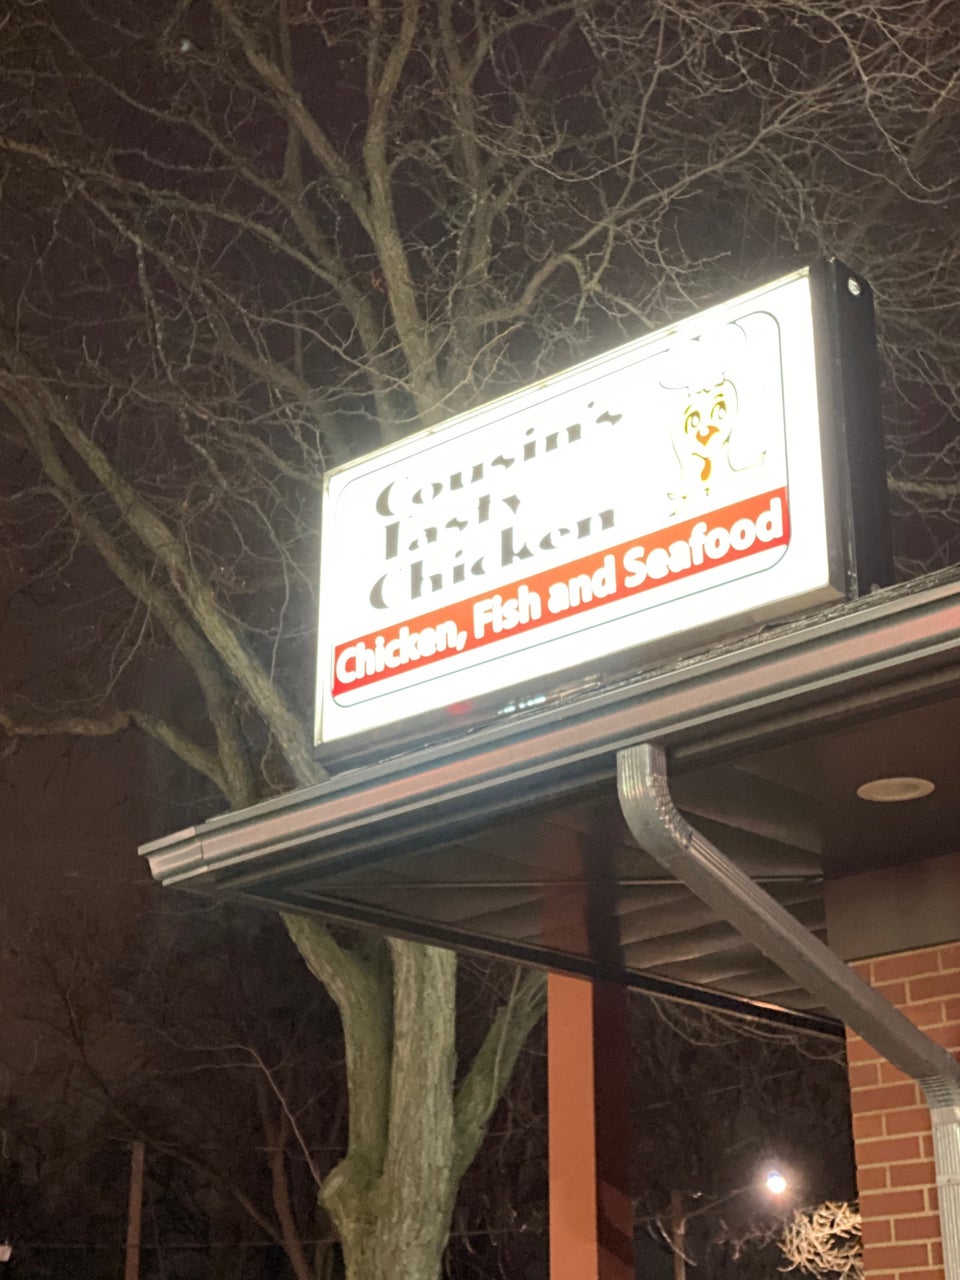 Cousin's
Tasty
Chicken
Chicken, Fish and Seafood